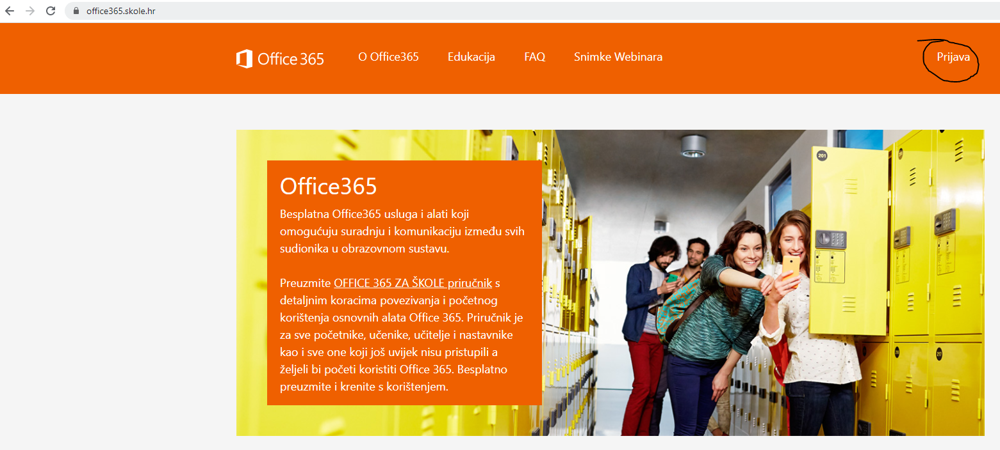 office365.skole.hr
Office 365
O Office365
Edukacija
FAQ
Snimke Webinara
Prijava
Office365
Besplatna Office365 usluga i alati koji
omogućuju suradnju i komunikaciju između svih
sudionika u obrazovnom sustavu.
Preuzmite OFFICE 365 ZA ŠKOLE priručnik s
detaljnim koracima povezivanja i početnog
korištenja osnovnih alata Office 365. Priručnik je
za sve početnike, učenike, učitelje i nastavnike
kao i sve one koji još uvijek nisu pristupili a
željeli bi početi koristiti Office 365. Besplatno
preuzmite i krenite s korištenjem.
201
217